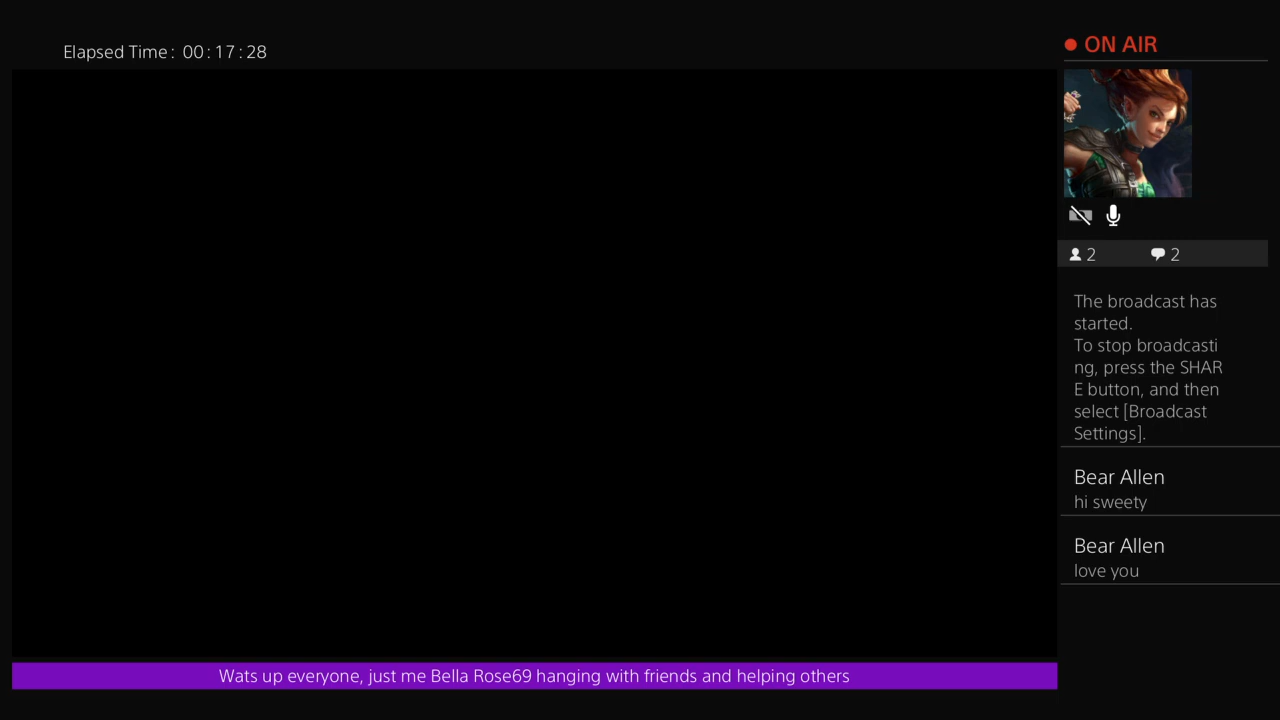 Elapsed Time: 00:17:28
ON AIR
2 2
The broadcast has
started.
To stop broadcasti
ng, press the SHAR
E button, and then
select [Broadcast
Settings].
Bear Allen
hi sweety
Bear Allen
love you
Wats up everyone, just me Bella Rose69 hanging with friends and helping others